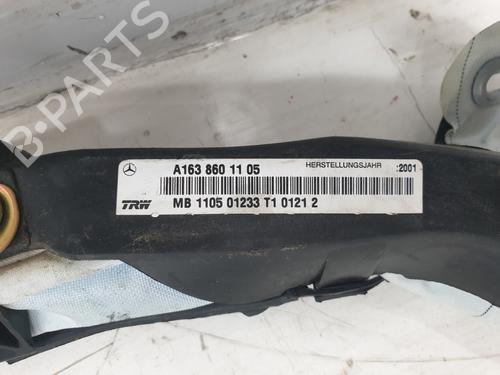 B-PARTS
A163 860 11 05
HERSTELLUNGSJAHR :2001
TRW
MB 1105 01233 T1 0121 2